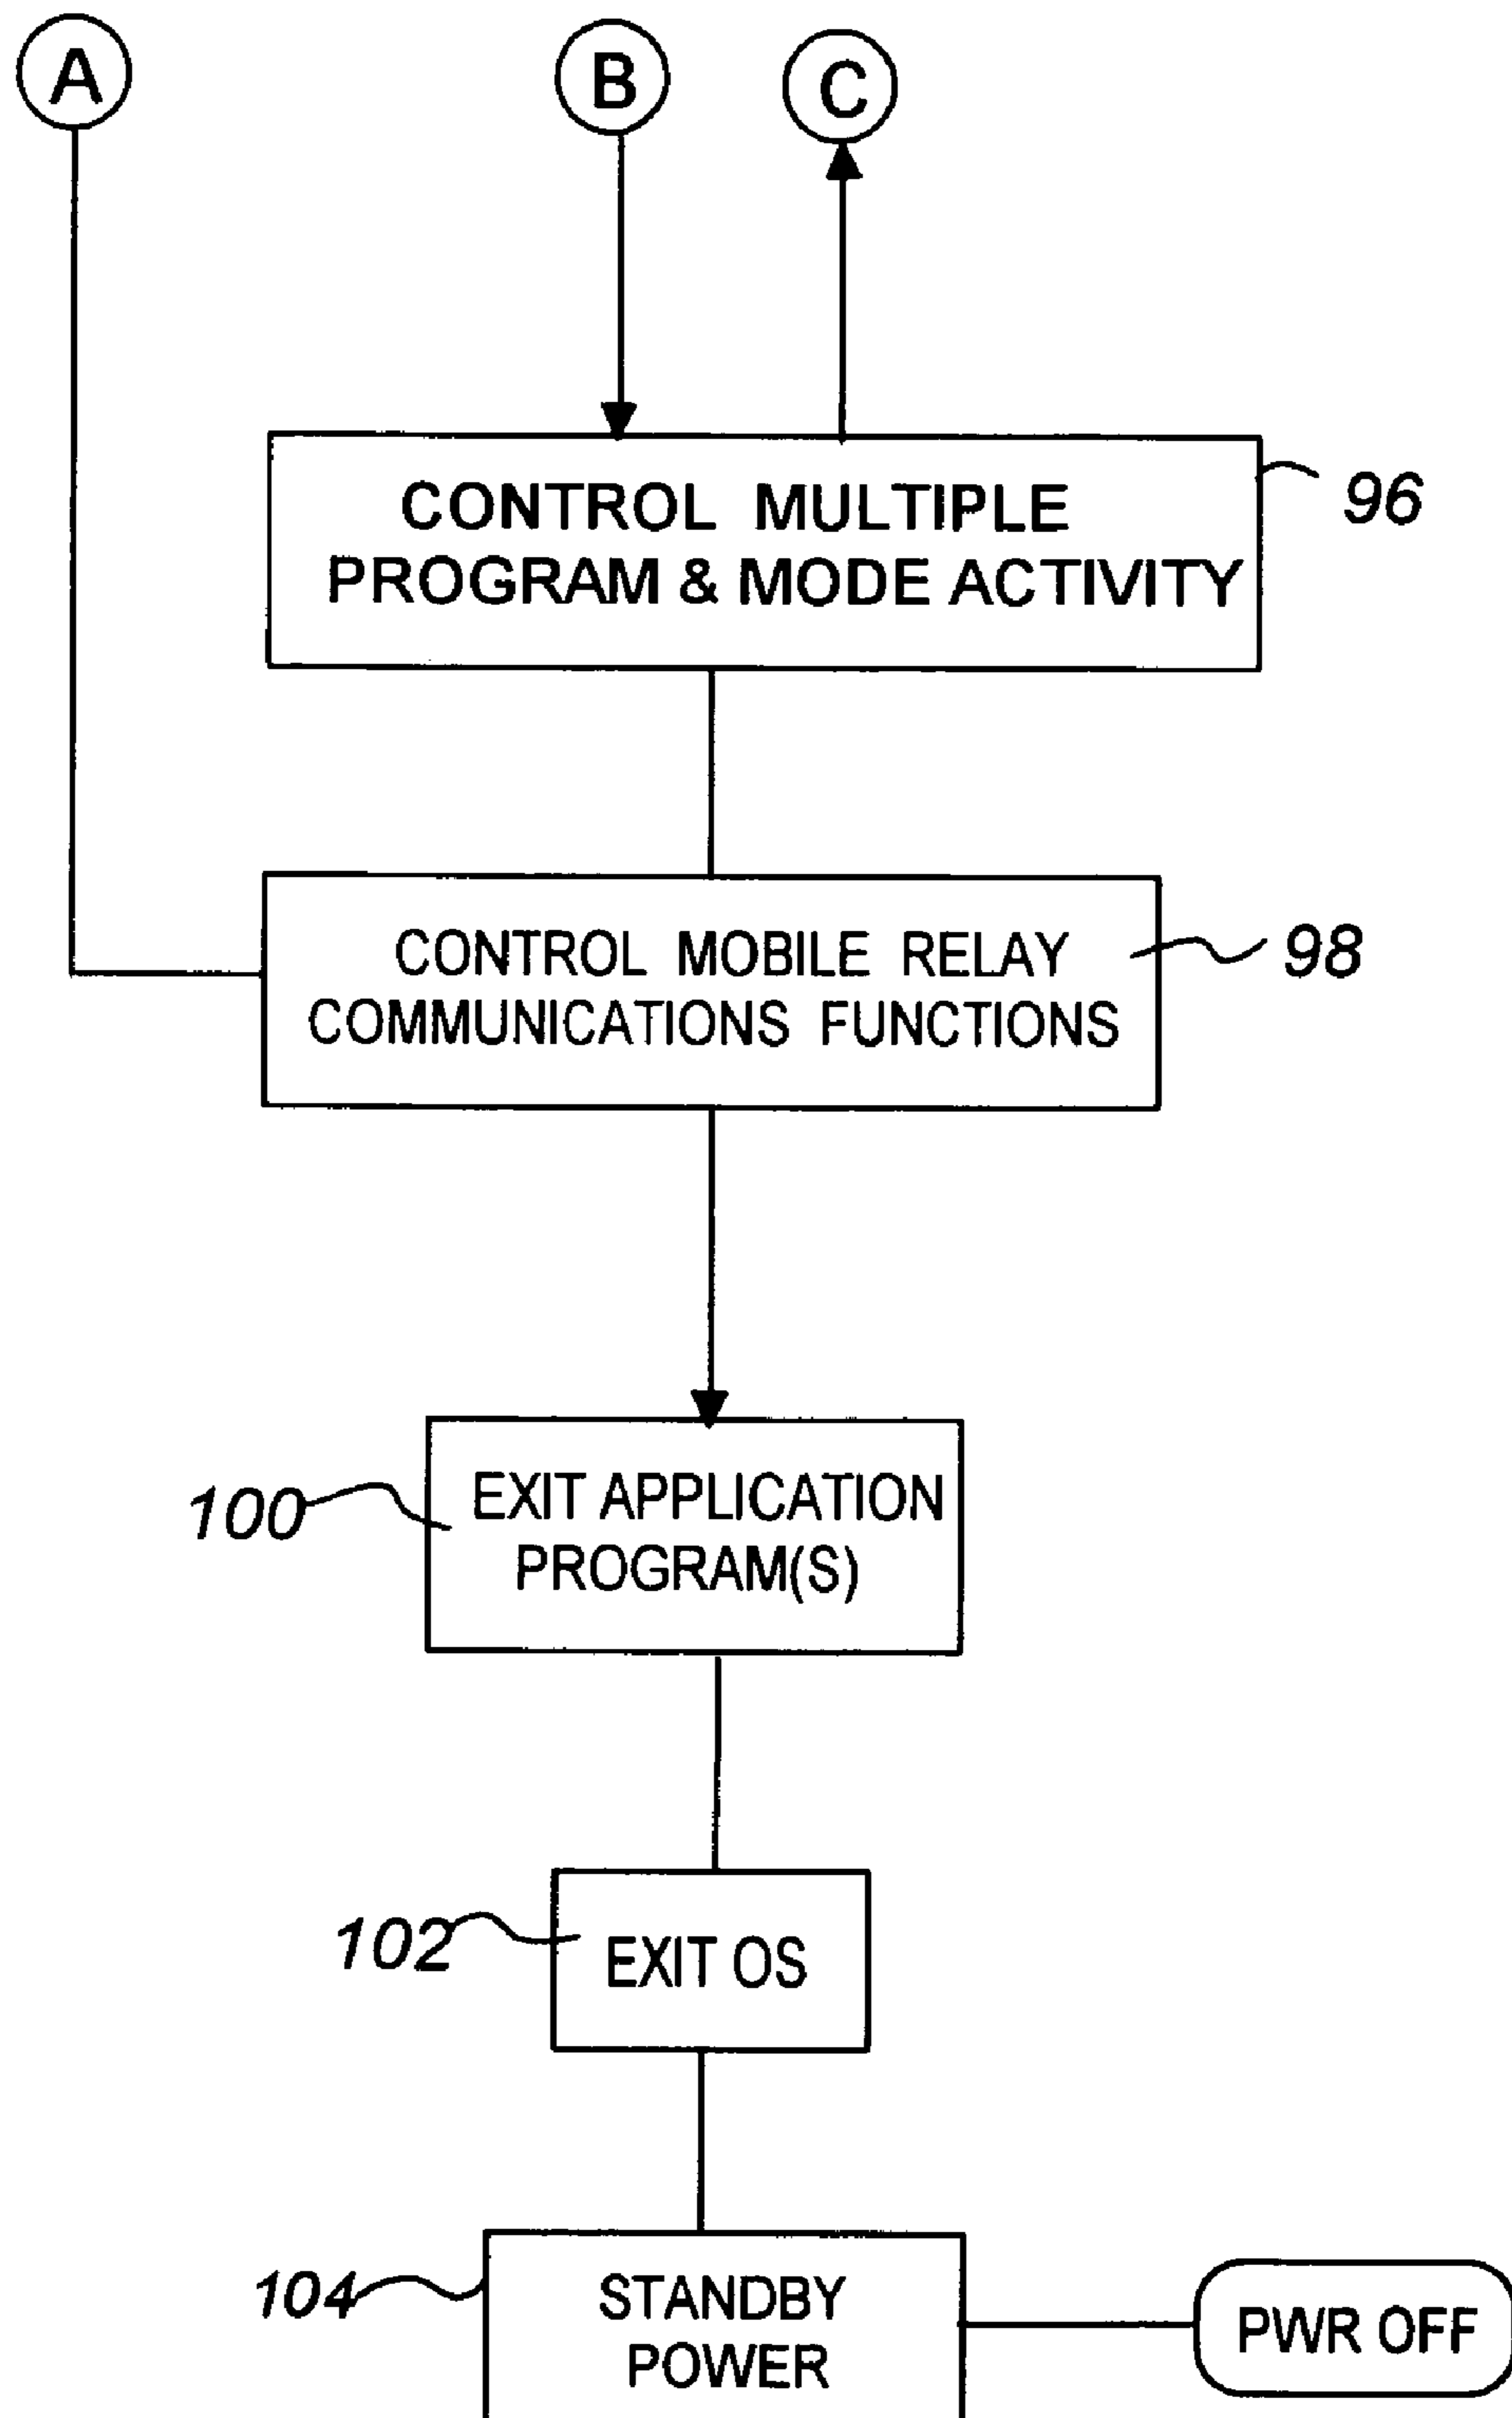 A
B
C
CONTROL MULTIPLE
PROGRAM & MODE ACTIVITY
96
CONTROL MOBILE RELAY
COMMUNICATIONS FUNCTIONS
98
100
EXIT APPLICATION
PROGRAM(S)
102
EXIT OS
104
STANDBY
POWER
PWR OFF